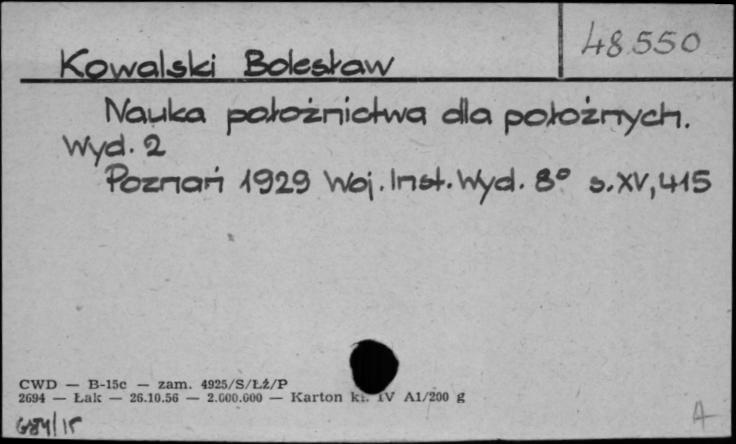 48.550
Kowalski Bolesław
Nauka położnictwa dla położnych.
Wyd. 2
Poznań 1929 Woj. Inst. Wyd. 8° s. XV, 415
CWD — B-15c — zam. 4925/S/ŁŻ/P
2694 — Łak — 26.10.56 — 2.000.000 — Karton kl. IV A1/200 g
A